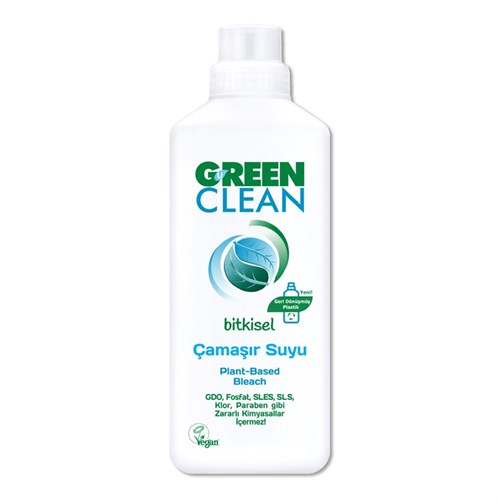 GREEN
CLEAN
Yeni!
Geri Dönüşmüş
Plastik
bitkisel
Çamaşır Suyu
Plant-Based
Bleach
GDO, Fosfat, SLES, SLS,
Klor, Paraben gibi
Zararlı Kimyasallar
İçermez!
Vegan